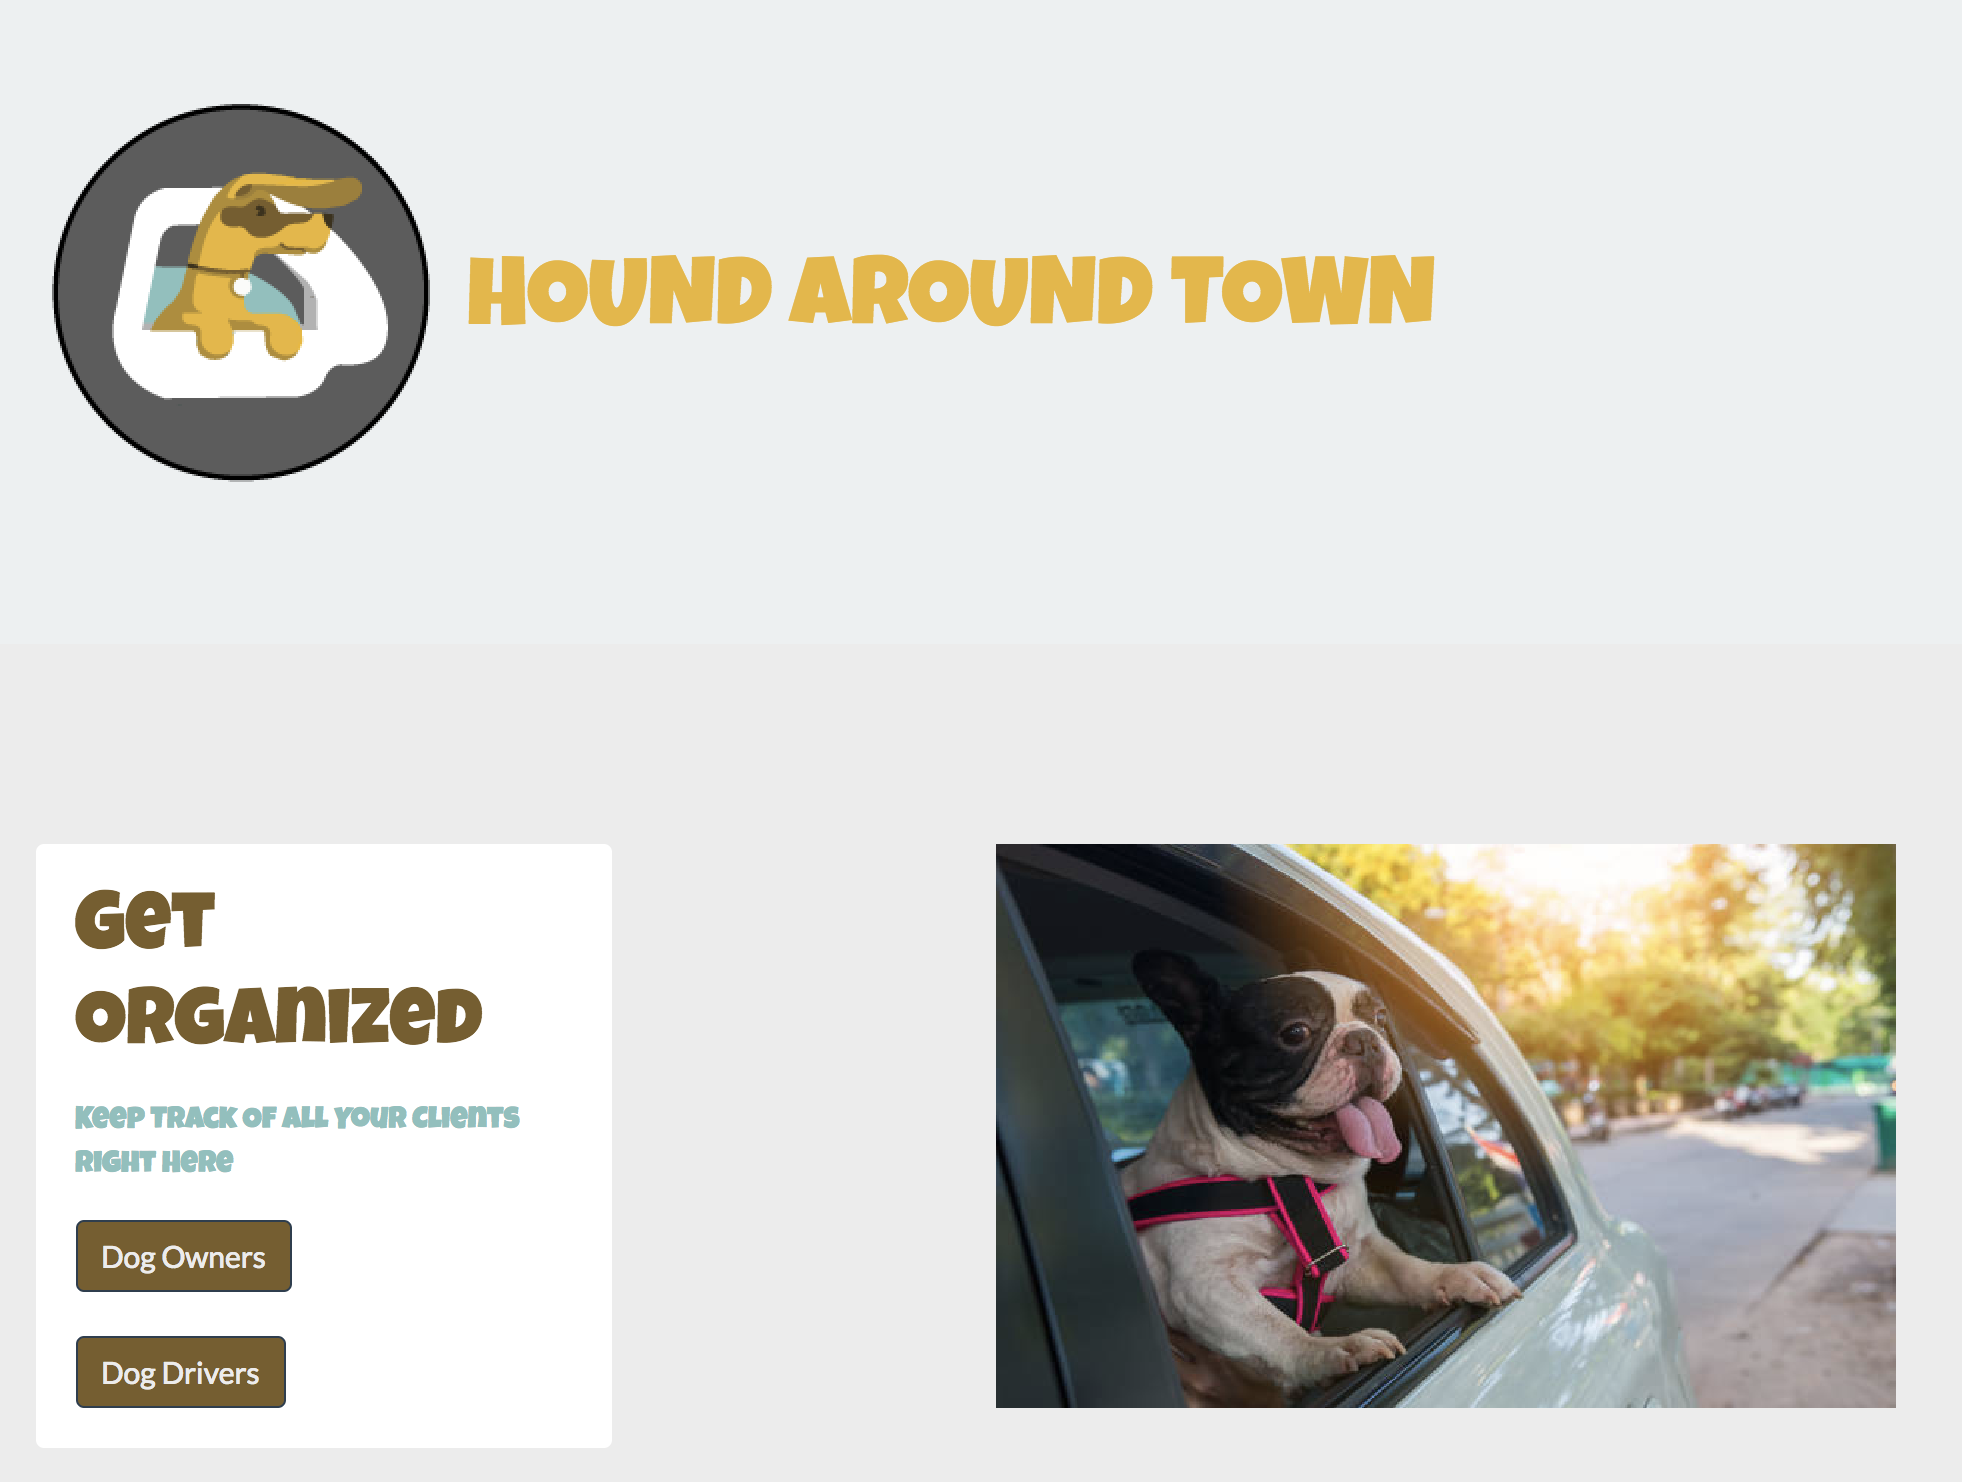 HOUND AROUND TOWN
Get
Organized
Keep track of all your clients
right here
Dog Owners
Dog Drivers